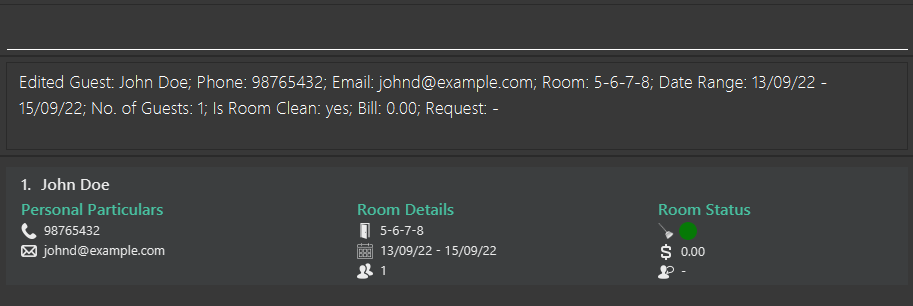 Edited Guest: John Doe; Phone: 98765432; Email: johnd@example.com; Room: 5-6-7-8; Date Range: 13/09/22 -
15/09/22; No. of Guests: 1; Is Room Clean: yes; Bill: 0.00; Request: -
1. John Doe
Personal Particulars
98765432
johnd@example.com
Room Details
5-6-7-8
13/09/22 - 15/09/22
1
Room Status
0.00
-